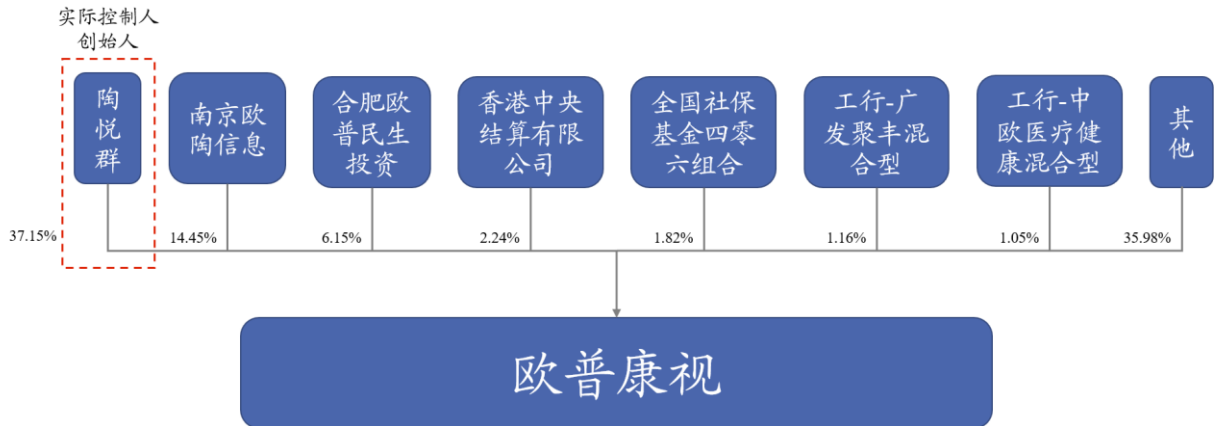 实际控制人
创始人
陶
悦
群
南京欧
陶信息
合肥欧
普民生
投资
香港中央
结算有限
公司
全国社保
基金四零
六组合
工行-广
发聚丰混
合型
工行-中
欧医疗健
康混合型
其
他
37.15%
14.45%
6.15%
2.24%
1.82%
1.16%
1.05%
35.98%
欧普康视